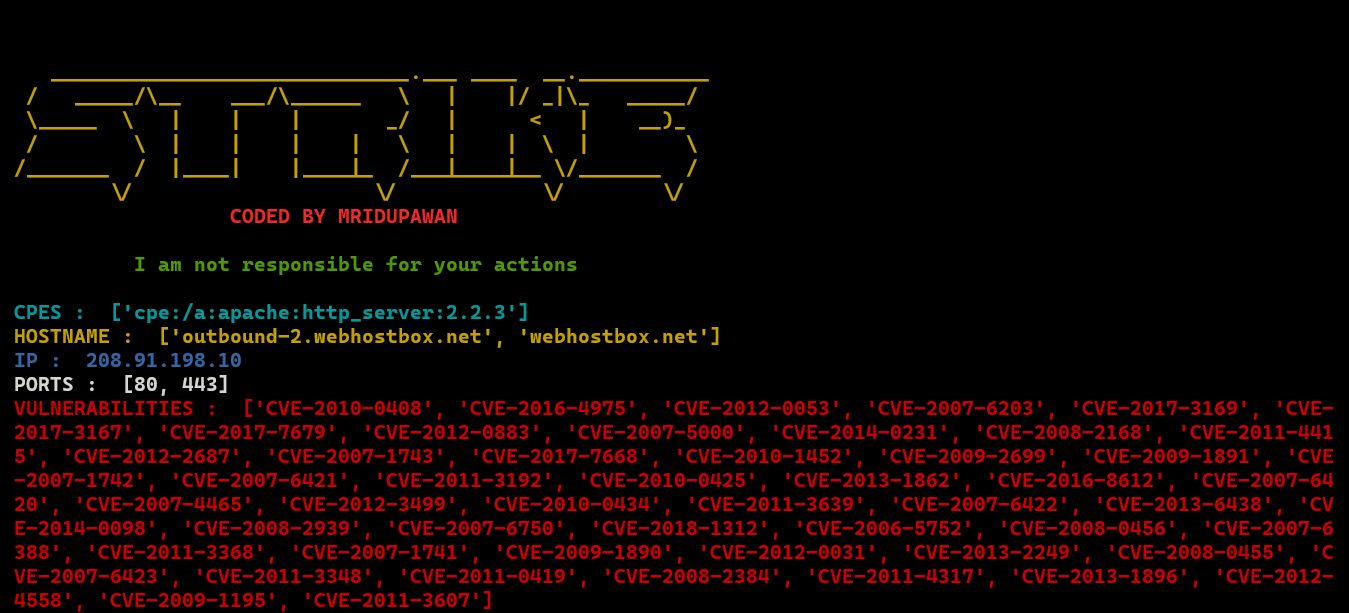 STRIKE
CODED BY MRIDUPAWAN
I am not responsible for your actions
CPES :  ['cpe:/a:apache:http_server:2.2.3']
HOSTNAME :  ['outbound-2.webhostbox.net', 'webhostbox.net']
IP :  208.91.198.10
PORTS :  [80, 443]
VULNERABILITIES :  ['CVE-2010-0408', 'CVE-2016-4975', 'CVE-2012-0053', 'CVE-2007-6203', 'CVE-2017-3169', 'CVE-
2017-3167', 'CVE-2017-7679', 'CVE-2012-0883', 'CVE-2007-5000', 'CVE-2014-0231', 'CVE-2008-2168', 'CVE-2011-441
5', 'CVE-2012-2687', 'CVE-2007-1743', 'CVE-2017-7668', 'CVE-2010-1452', 'CVE-2009-2699', 'CVE-2009-1891', 'CVE
-2007-1742', 'CVE-2007-6421', 'CVE-2011-3192', 'CVE-2010-0425', 'CVE-2013-1862', 'CVE-2016-8612', 'CVE-2007-64
20', 'CVE-2007-4465', 'CVE-2012-3499', 'CVE-2010-0434', 'CVE-2011-3639', 'CVE-2007-6422', 'CVE-2013-6438', 'CV
E-2014-0098', 'CVE-2008-2939', 'CVE-2007-6750', 'CVE-2018-1312', 'CVE-2006-5752', 'CVE-2008-0456', 'CVE-2007-6
388', 'CVE-2011-3368', 'CVE-2007-1741', 'CVE-2009-1890', 'CVE-2012-0031', 'CVE-2013-2249', 'CVE-2008-0455', 'C
VE-2007-6423', 'CVE-2011-3348', 'CVE-2011-0419', 'CVE-2008-2384', 'CVE-2011-4317', 'CVE-2013-1896', 'CVE-2012-
4558', 'CVE-2009-1195', 'CVE-2011-3607']